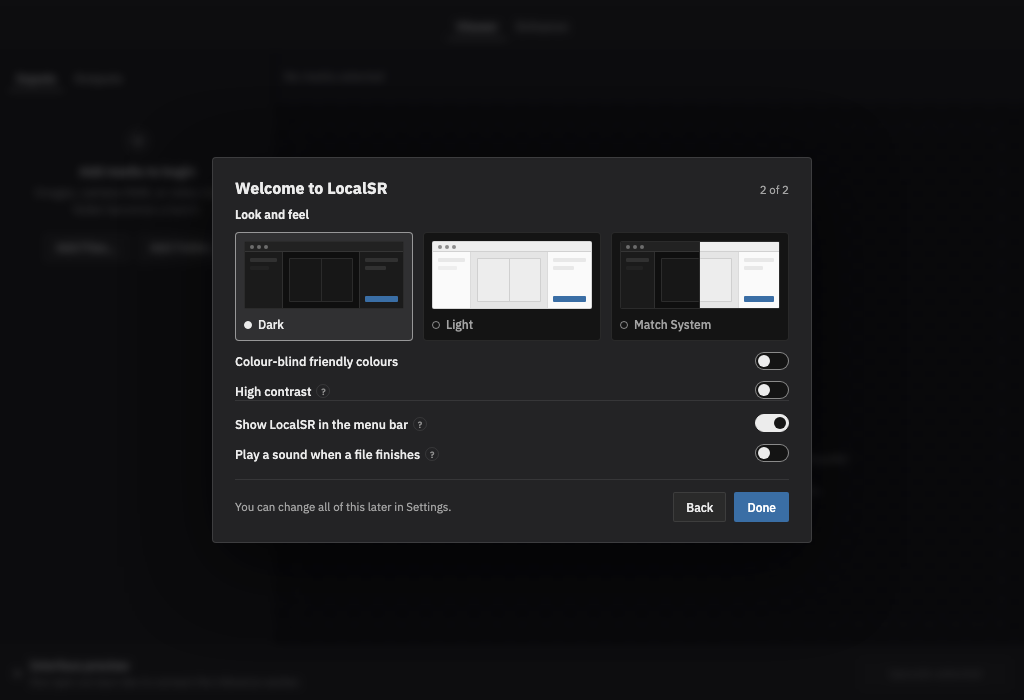 Welcome to LocalSR
2 of 2
Look and feel
Dark
Light
Match System
Colour-blind friendly colours
High contrast ?
Show LocalSR in the menu bar ?
Play a sound when a file finishes ?
You can change all of this later in Settings.
Back
Done